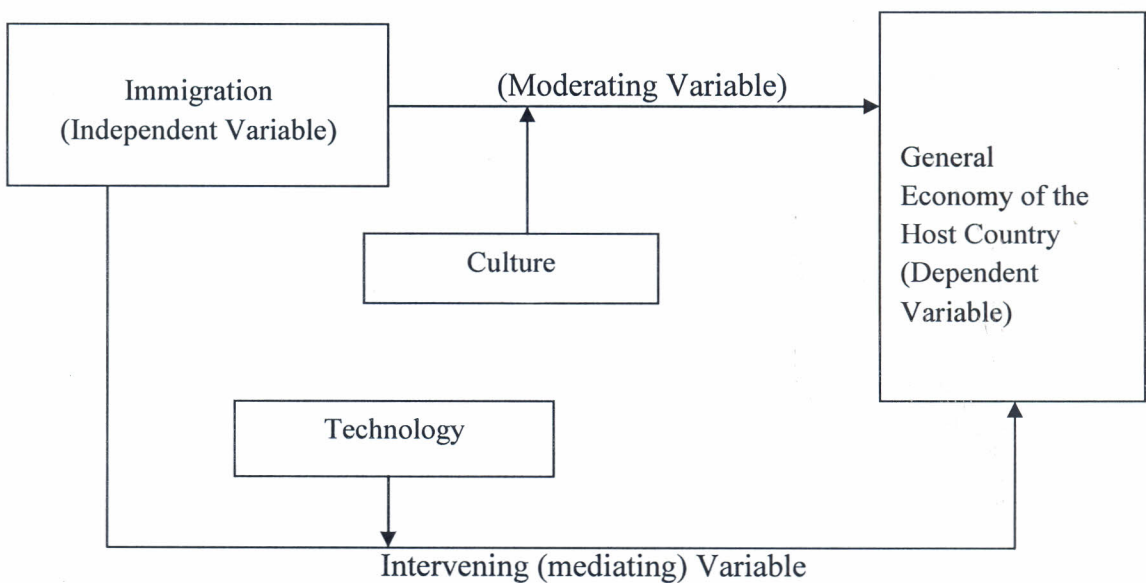 Immigration
(Independent Variable)
(Moderating Variable)
General
Economy of the
Host Country
(Dependent
Variable)
Culture
Technology
Intervening (mediating) Variable